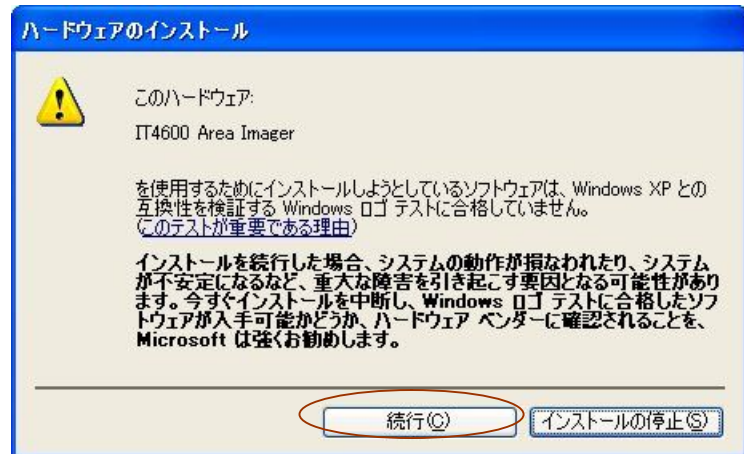 ハードウェアのインストール
このハードウェア:
IT4600 Area Imager
を使用するためにインストールしようとしているソフトウェアは、Windows XP との
互換性を検証する Windows ロゴ テストに合格していません。
(このテストが重要である理由)
インストールを続行した場合、システムの動作が損なわれたり、システム
が不安定になるなど、重大な障害を引き起こす要因となる可能性があり
ます。今すぐインストールを中断し、Windows ロゴ テストに合格したソフ
トウェアが入手可能かどうか、ハードウェア ベンダーに確認されることを、
Microsoft は強くお勧めします。
続行(C) インストールの停止(S)